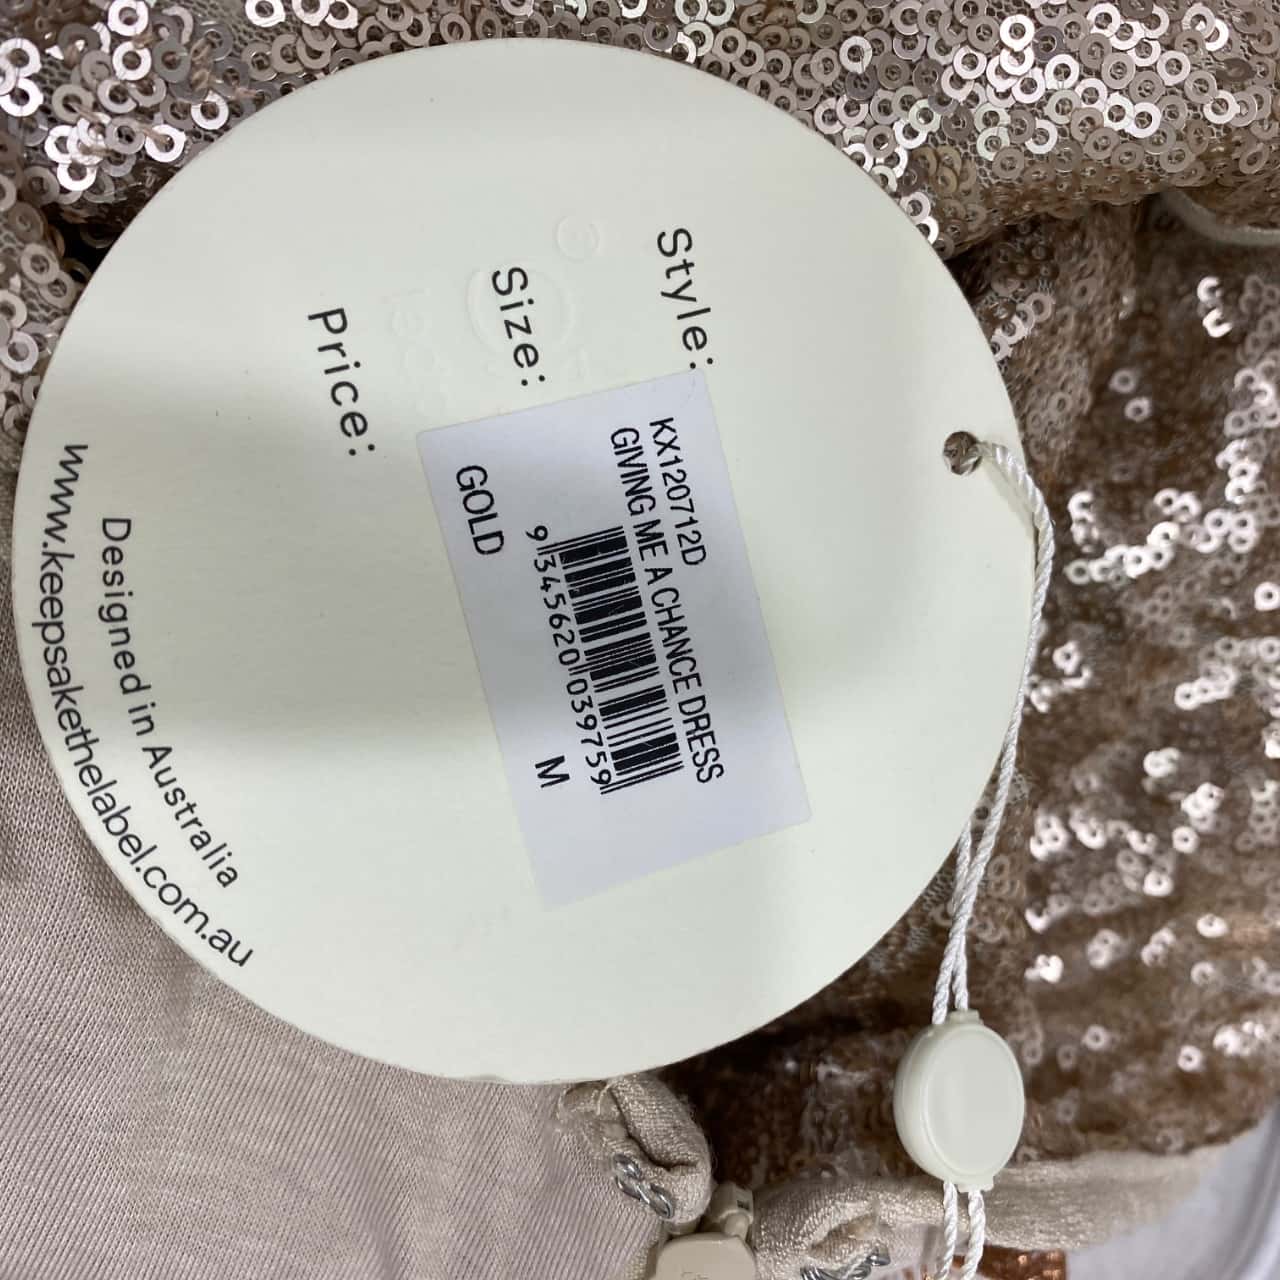 Style:
Size:
Price:
KX120712D
GIVING ME A CHANCE DRESS
9 345620 039759
GOLD
M
Designed in Australia
www.keepsakethelabel.com.au